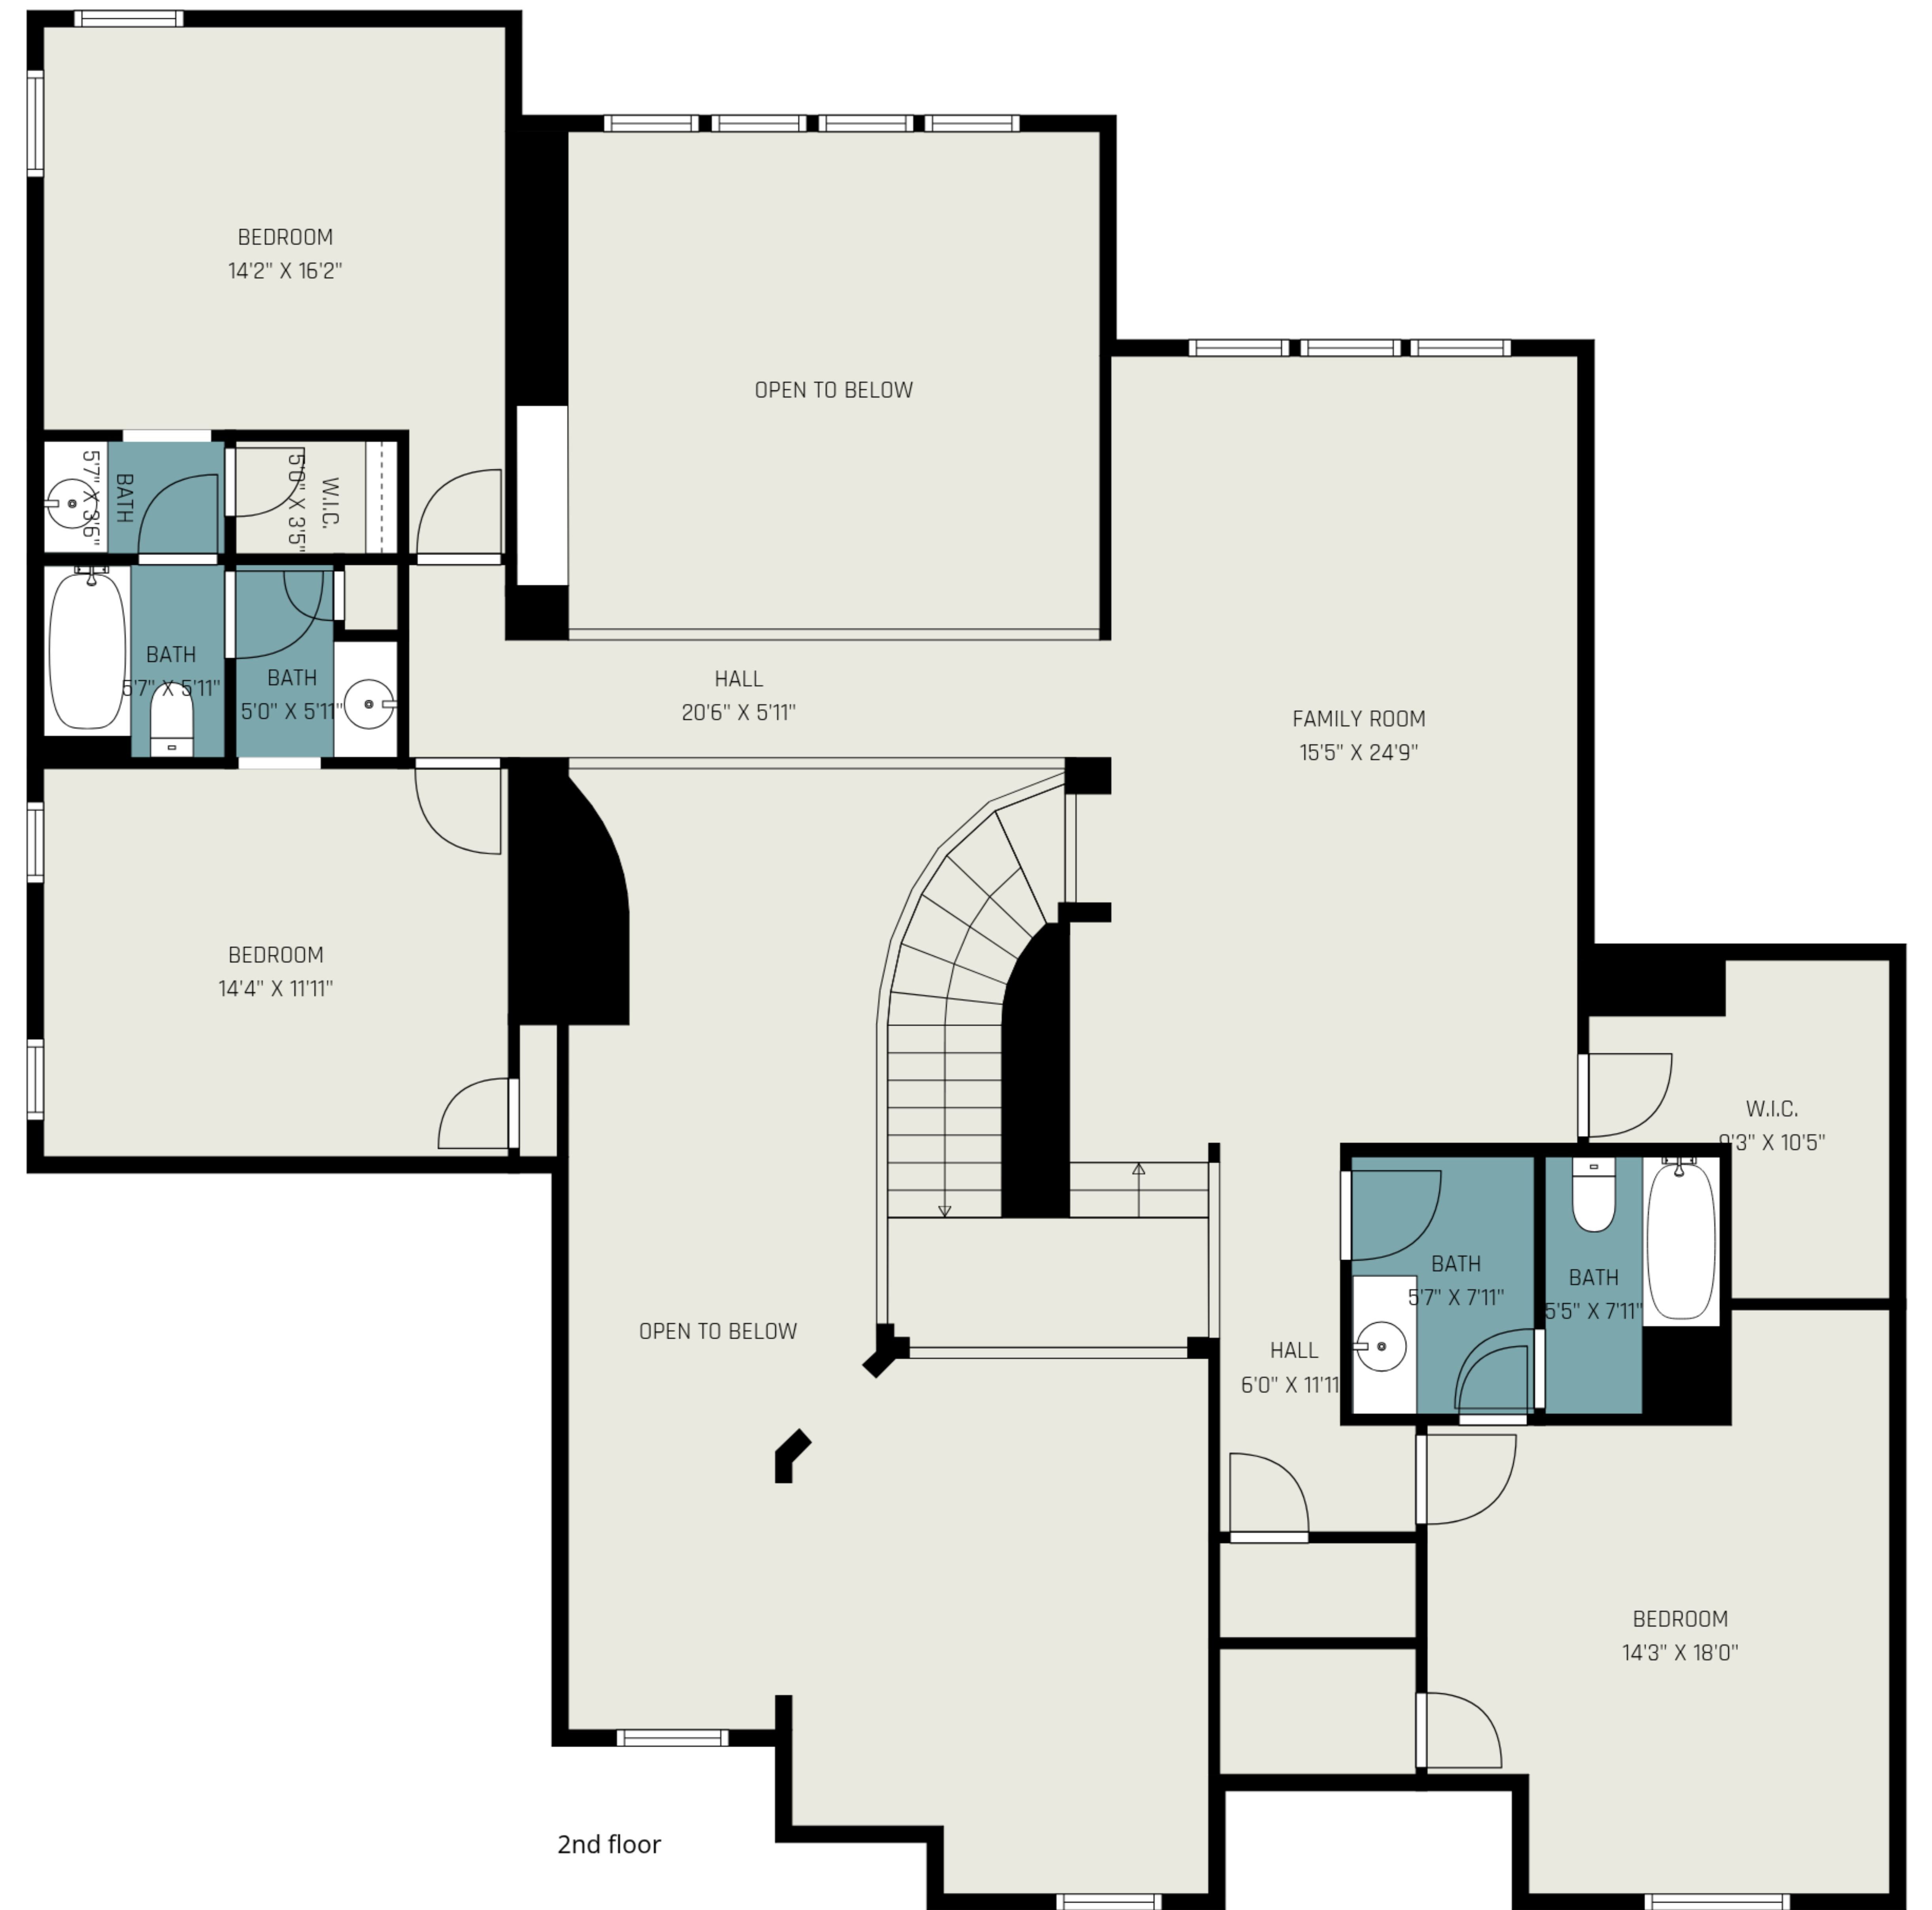 BEDROOM
14'2" X 16'2"
OPEN TO BELOW
BATH
5'7" X 3'6"
W.I.C.
5'0" X 3'5"
BATH
5'7" X 5'11"
BATH
5'0" X 5'11"
HALL
20'6" X 5'11"
FAMILY ROOM
15'5" X 24'9"
BEDROOM
14'4" X 11'11"
W.I.C.
9'3" X 10'5"
BATH
5'7" X 7'11"
BATH
5'5" X 7'11"
OPEN TO BELOW
HALL
6'0" X 11'11
BEDROOM
14'3" X 18'0"
2nd floor